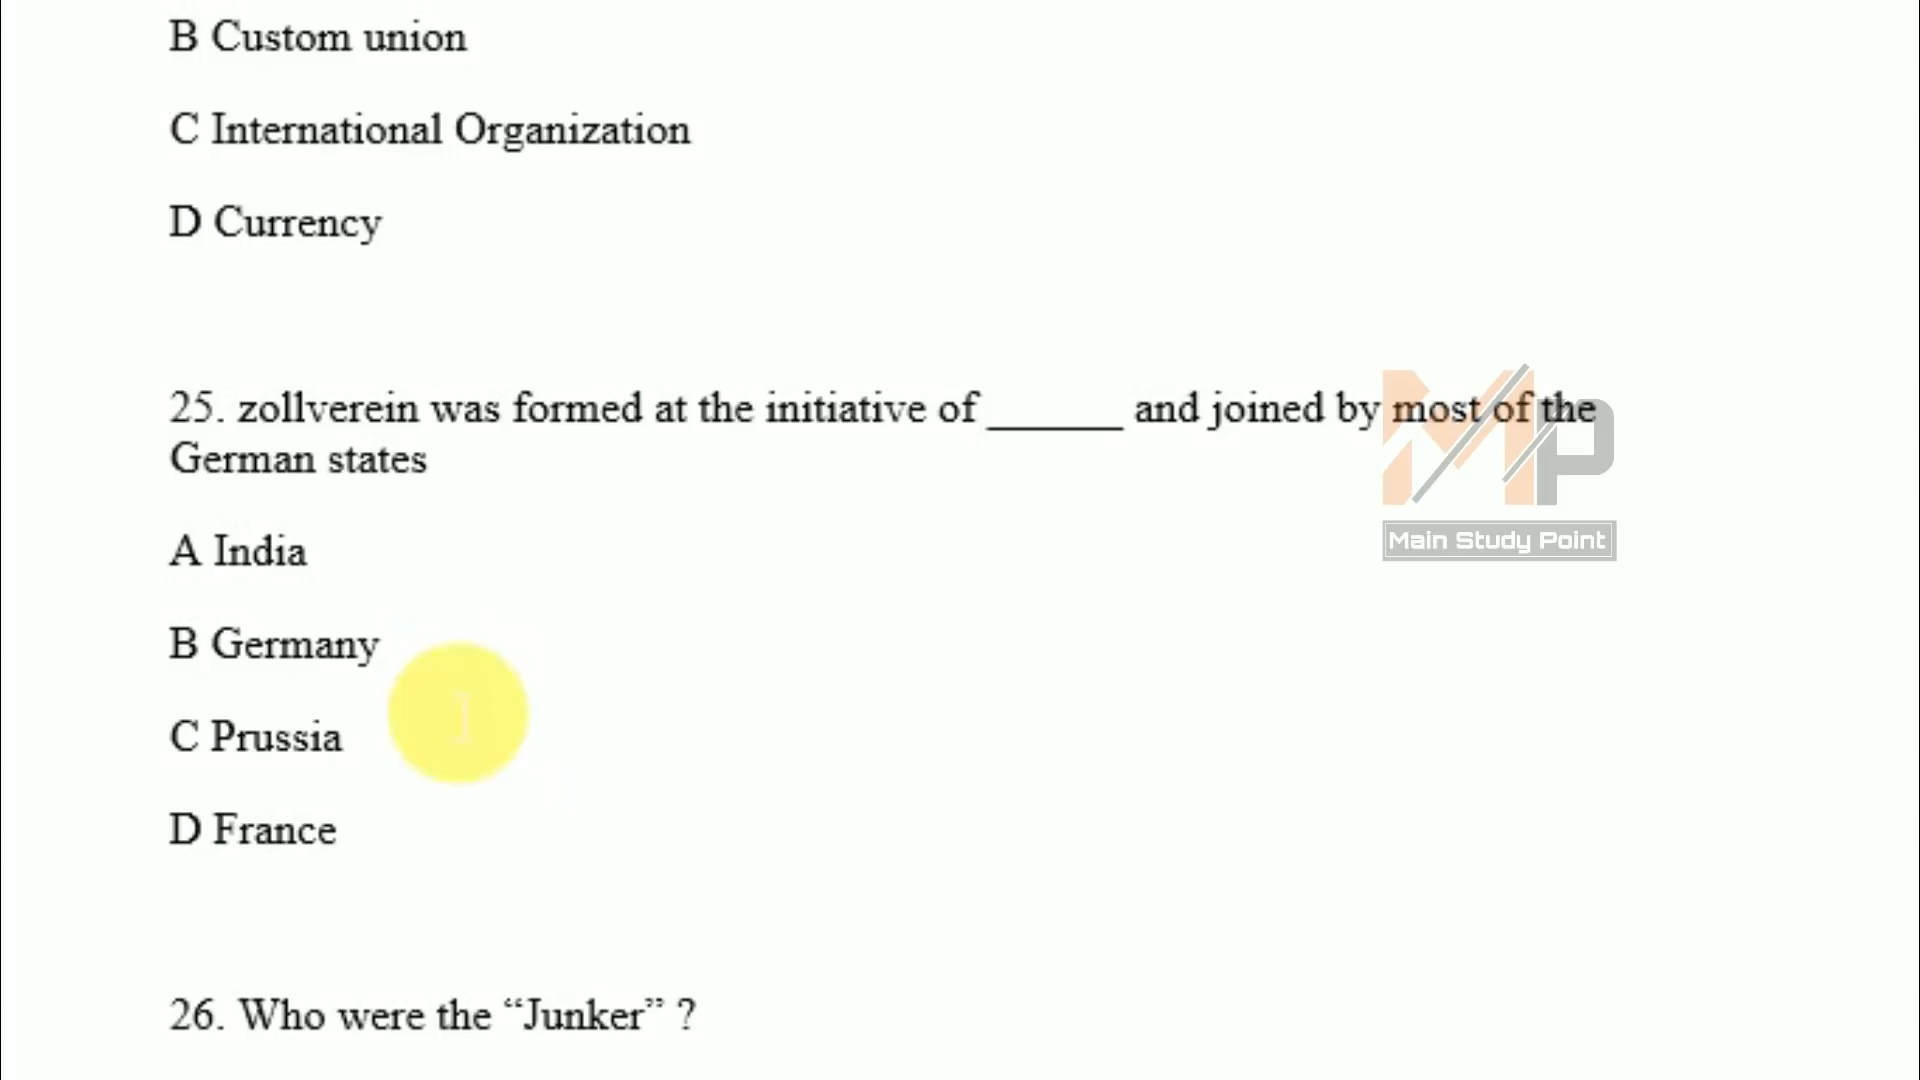 B Custom union
C International Organization
D Currency
25. zollverein was formed at the initiative of ______ and joined by most of the
German states
MP
Main Study Point
A India
B Germany
C Prussia
D France
26. Who were the “Junker” ?